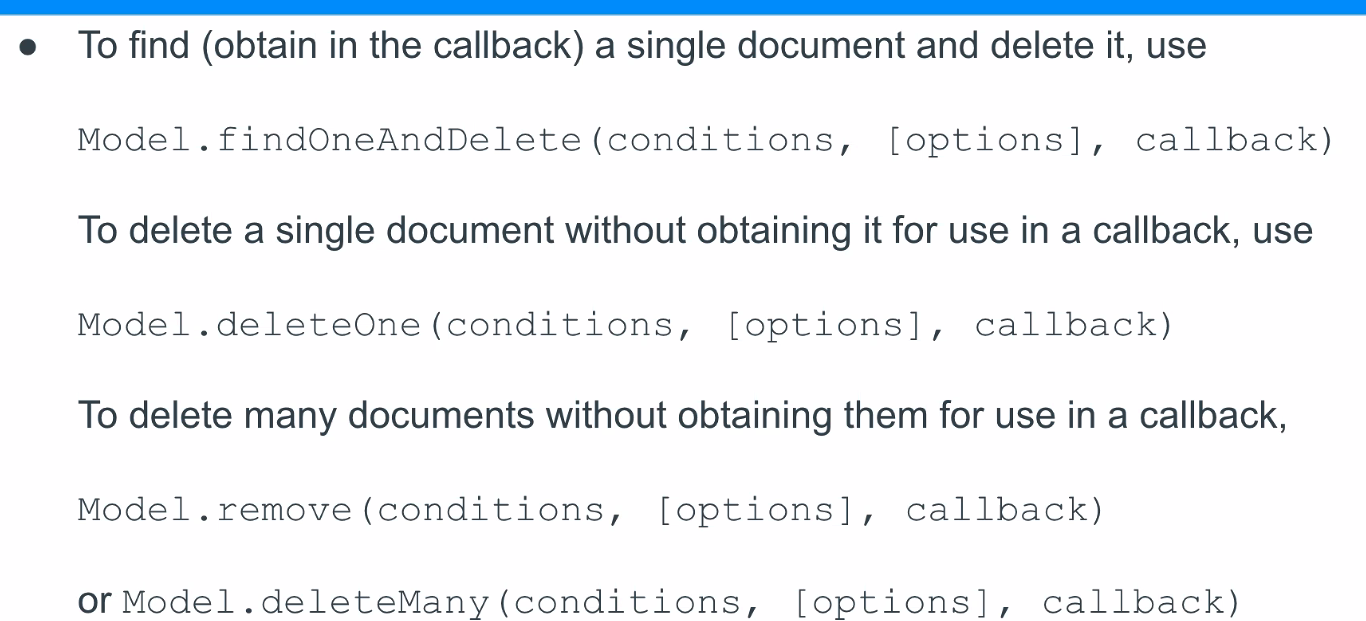 • To find (obtain in the callback) a single document and delete it, use
Model.findOneAndDelete(conditions, [options], callback)
To delete a single document without obtaining it for use in a callback, use
Model.deleteOne(conditions, [options], callback)
To delete many documents without obtaining them for use in a callback,
Model.remove(conditions, [options], callback)
or Model.deleteMany(conditions, [options], callback)